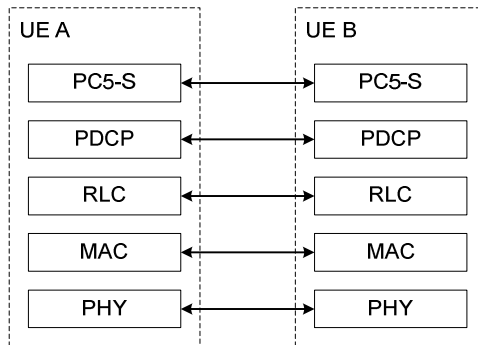 UE A
UE B
PC5-S
PC5-S
PDCP
PDCP
RLC
RLC
MAC
MAC
PHY
PHY